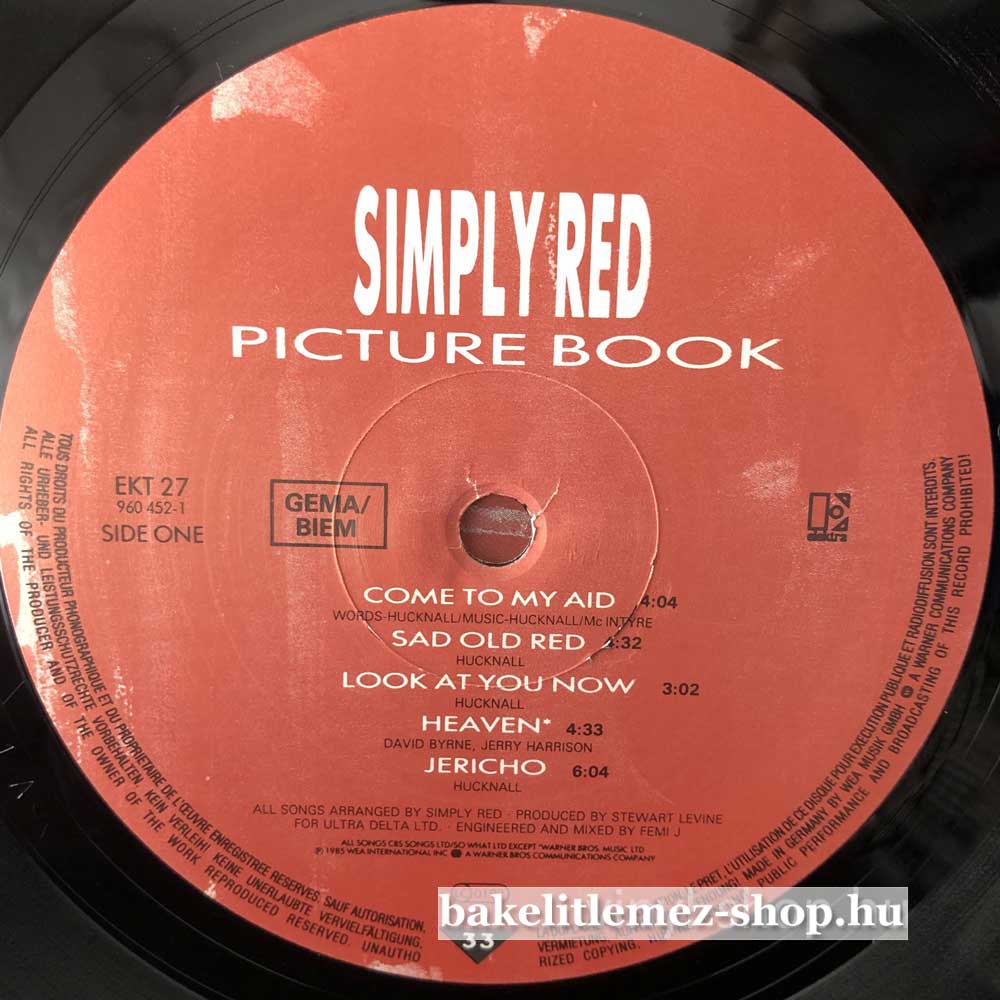 SIMPLY RED
PICTURE BOOK
EKT 27
960 452-1
SIDE ONE
GEMA/
BIEM
elektra
COME TO MY AID 4:04
WORDS-HUCKNALL/MUSIC-HUCKNALL/Mc INTYRE
SAD OLD RED :32
HUCKNALL
LOOK AT YOU NOW 3:02
HUCKNALL
HEAVEN* 4:33
DAVID BYRNE, JERRY HARRISON
JERICHO 6:04
HUCKNALL
ALL SONGS ARRANGED BY SIMPLY RED · PRODUCED BY STEWART LEVINE
FOR ULTRA DELTA LTD. · ENGINEERED AND MIXED BY FEMI J
ALL SONGS CBS SONGS LTD/SO WHAT LTD EXCEPT *WARNER BROS. MUSIC LTD
℗ 1985 WEA INTERNATIONAL INC A WARNER BROS COMMUNICATIONS COMPANY
TOUS DROITS DU PRODUCTEUR PHONOGRAPHIQUE ET DU PROPRIETAIRE DE L'ŒUVRE ENREGISTREE RESERVES. SAUF AUTORISATION,
L'UTILISATION DE CE DISQUE POUR EXECUTION PUBLIQUE ET RADIODIFFUSION SONT INTERDITS.
ALLE URHEBER- UND LEISTUNGSSCHUTZRECHTE VORBEHALTEN. KEIN VERLEIH! KEINE UNERLAUBTE VERVIELFÄLTIGUNG,
VERMIETUNG, MADE IN GERMANY BY WEA MUSIK GMBH A WARNER COMMUNICATIONS COMPANY
ALL RIGHTS OF THE PRODUCER AND OF THE OWNER OF THE WORK REPRODUCED RESERVED. UNAUTHO
RIZED COPYING, PUBLIC PERFORMANCE AND BROADCASTING OF THIS RECORD PROHIBITED!
33
bakelitlemez-shop.hu